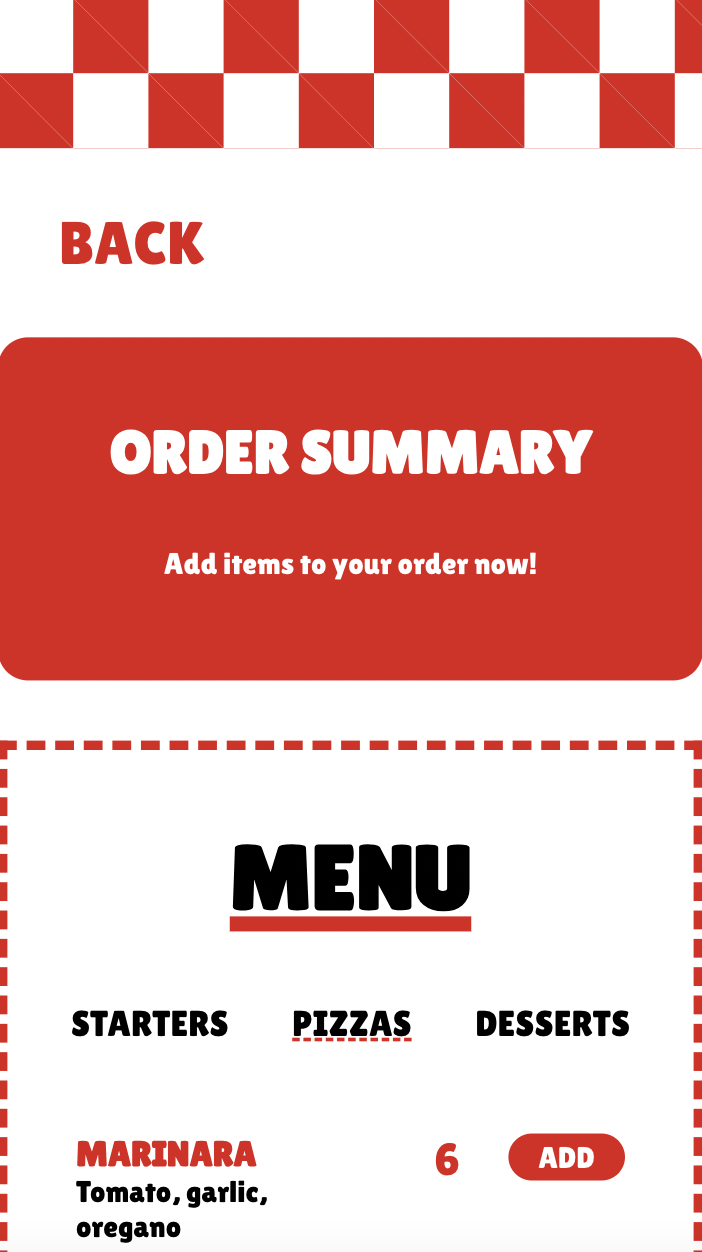 BACK
ORDER SUMMARY
Add items to your order now!
MENU
STARTERS PIZZAS DESSERTS
MARINARA 6 ADD
Tomato, garlic,
oregano